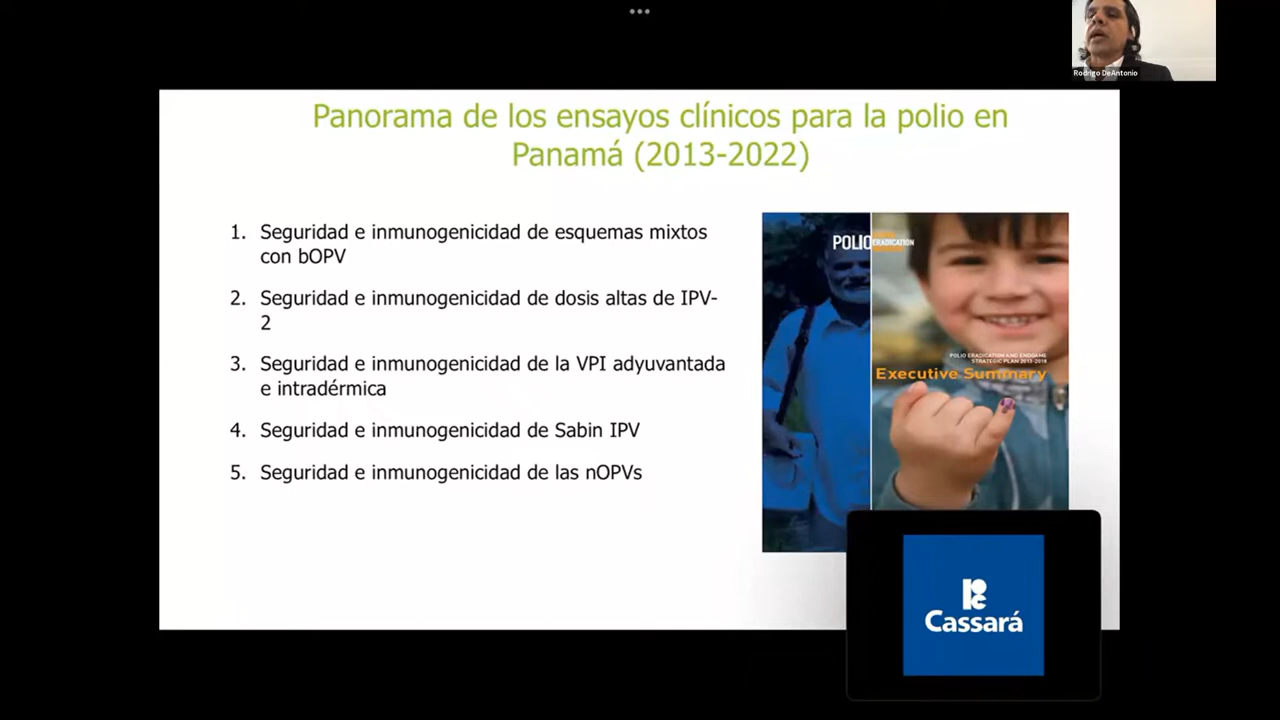 Rodrigo DeAntonio
Panorama de los ensayos clínicos para la polio en
Panamá (2013-2022)
1. Seguridad e inmunogenicidad de esquemas mixtos
con bOPV
2. Seguridad e inmunogenicidad de dosis altas de IPV-
2
3. Seguridad e inmunogenicidad de la VPI adyuvantada
e intradérmica
4. Seguridad e inmunogenicidad de Sabin IPV
5. Seguridad e inmunogenicidad de las nOPVs
POLIO
ERADICATION
POLIO ERADICATION AND ENDGAME
STRATEGIC PLAN 2013-2018
Executive Summary
Cassará